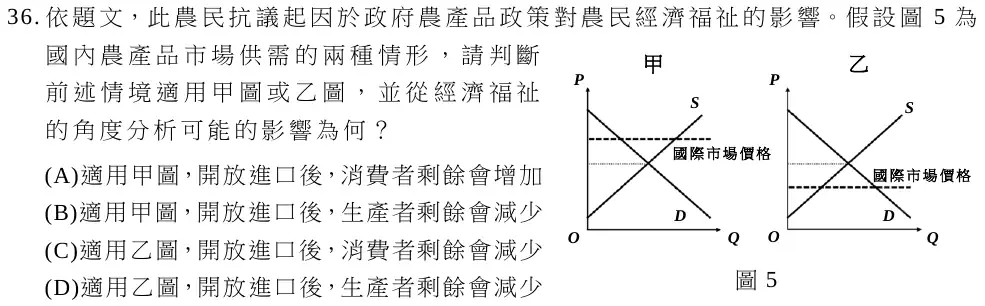 36.依題文，此農民抗議起因於政府農產品政策對農民經濟福祉的影響。假設圖 5 為
國內農產品市場供需的兩種情形，請判斷
前述情境適用甲圖或乙圖，並從經濟福祉
的角度分析可能的影響為何？
(A)適用甲圖，開放進口後，消費者剩餘會增加
(B)適用甲圖，開放進口後，生產者剩餘會減少
(C)適用乙圖，開放進口後，消費者剩餘會減少
(D)適用乙圖，開放進口後，生產者剩餘會減少
甲
P
S
國際市場價格
D
O
Q
乙
P
S
國際市場價格
D
O
Q
圖 5